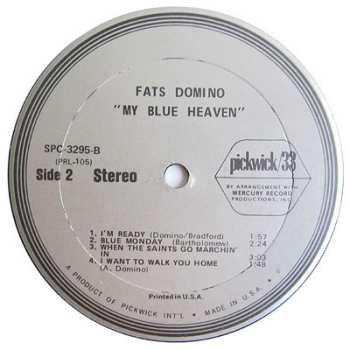 FATS DOMINO
"MY BLUE HEAVEN"
SPC-3295-B
(PRL-105)
Side 2 Stereo
pickwick/33
BY ARRANGEMENT WITH
MERCURY RECORD
PRODUCTIONS, INC.
1. I'M READY (Domino/Bradford) 1:57
2. BLUE MONDAY (Bartholomew) 2:24
3. WHEN THE SAINTS GO MARCHIN'
IN 3:03
4. I WANT TO WALK YOU HOME 1:48
(A. Domino)
Printed in U.S.A.
A PRODUCT OF PICKWICK INT'L • MADE IN U.S.A.